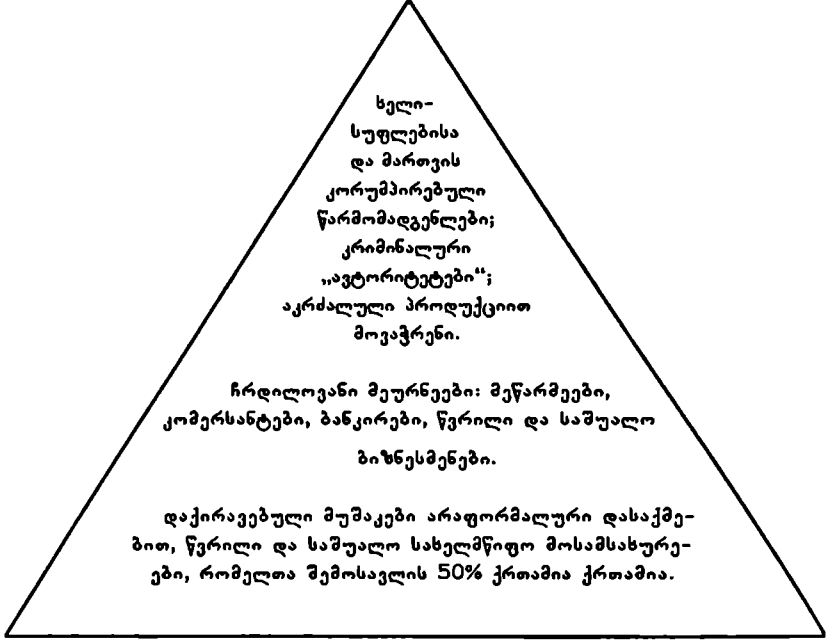 ხელი-
სუფლებისა
და მართვის
კორუმპირებული
წარმომადგენლები;
კრიმინალური
„ავტორიტეტები“;
აკრძალული პროდუქციით
მოვაჭრენი.
ჩრდილოვანი მეურნეები: მეწარმეები,
კომერსანტები, ბანკირები, წვრილი და საშუალო
ბიზნესმენები.
დაქირავებული მუშაკები არაფორმალური დასაქმე-
ბით, წვრილი და საშუალო სახელმწიფო მოსამსახურე-
ები, რომელთა შემოსავლის 50% ქრთამია ქრთამია.